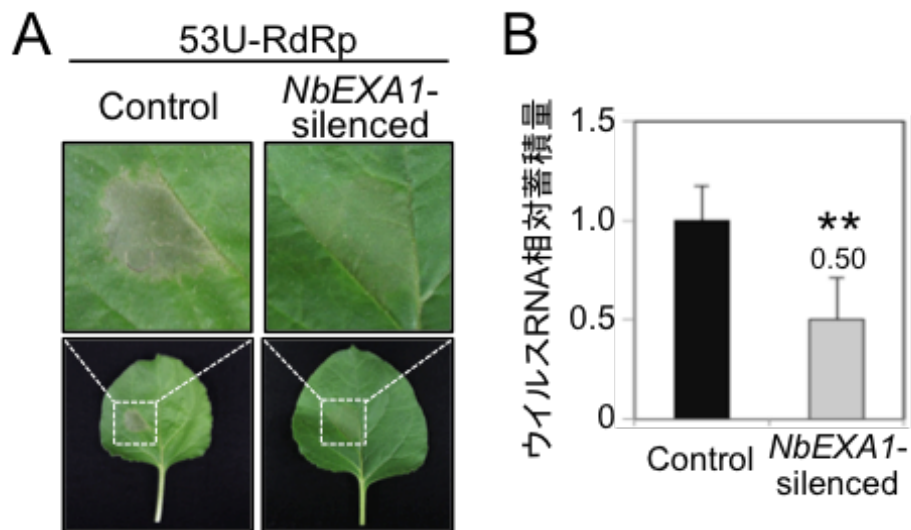 A
53U-RdRp
Control
NbEXA1-
silenced
B
ウイルスRNA相対蓄積量
1.5
1.0
0.5
0
**
0.50
Control
NbEXA1-
silenced